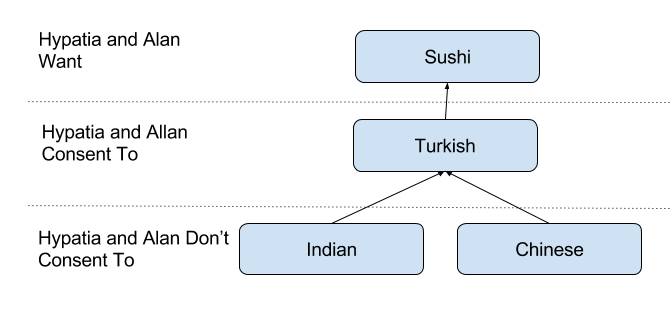 Hypatia and Alan
Want
Sushi
Hypatia and Allan
Consent To
Turkish
Hypatia and Alan Don't
Consent To
Indian
Chinese